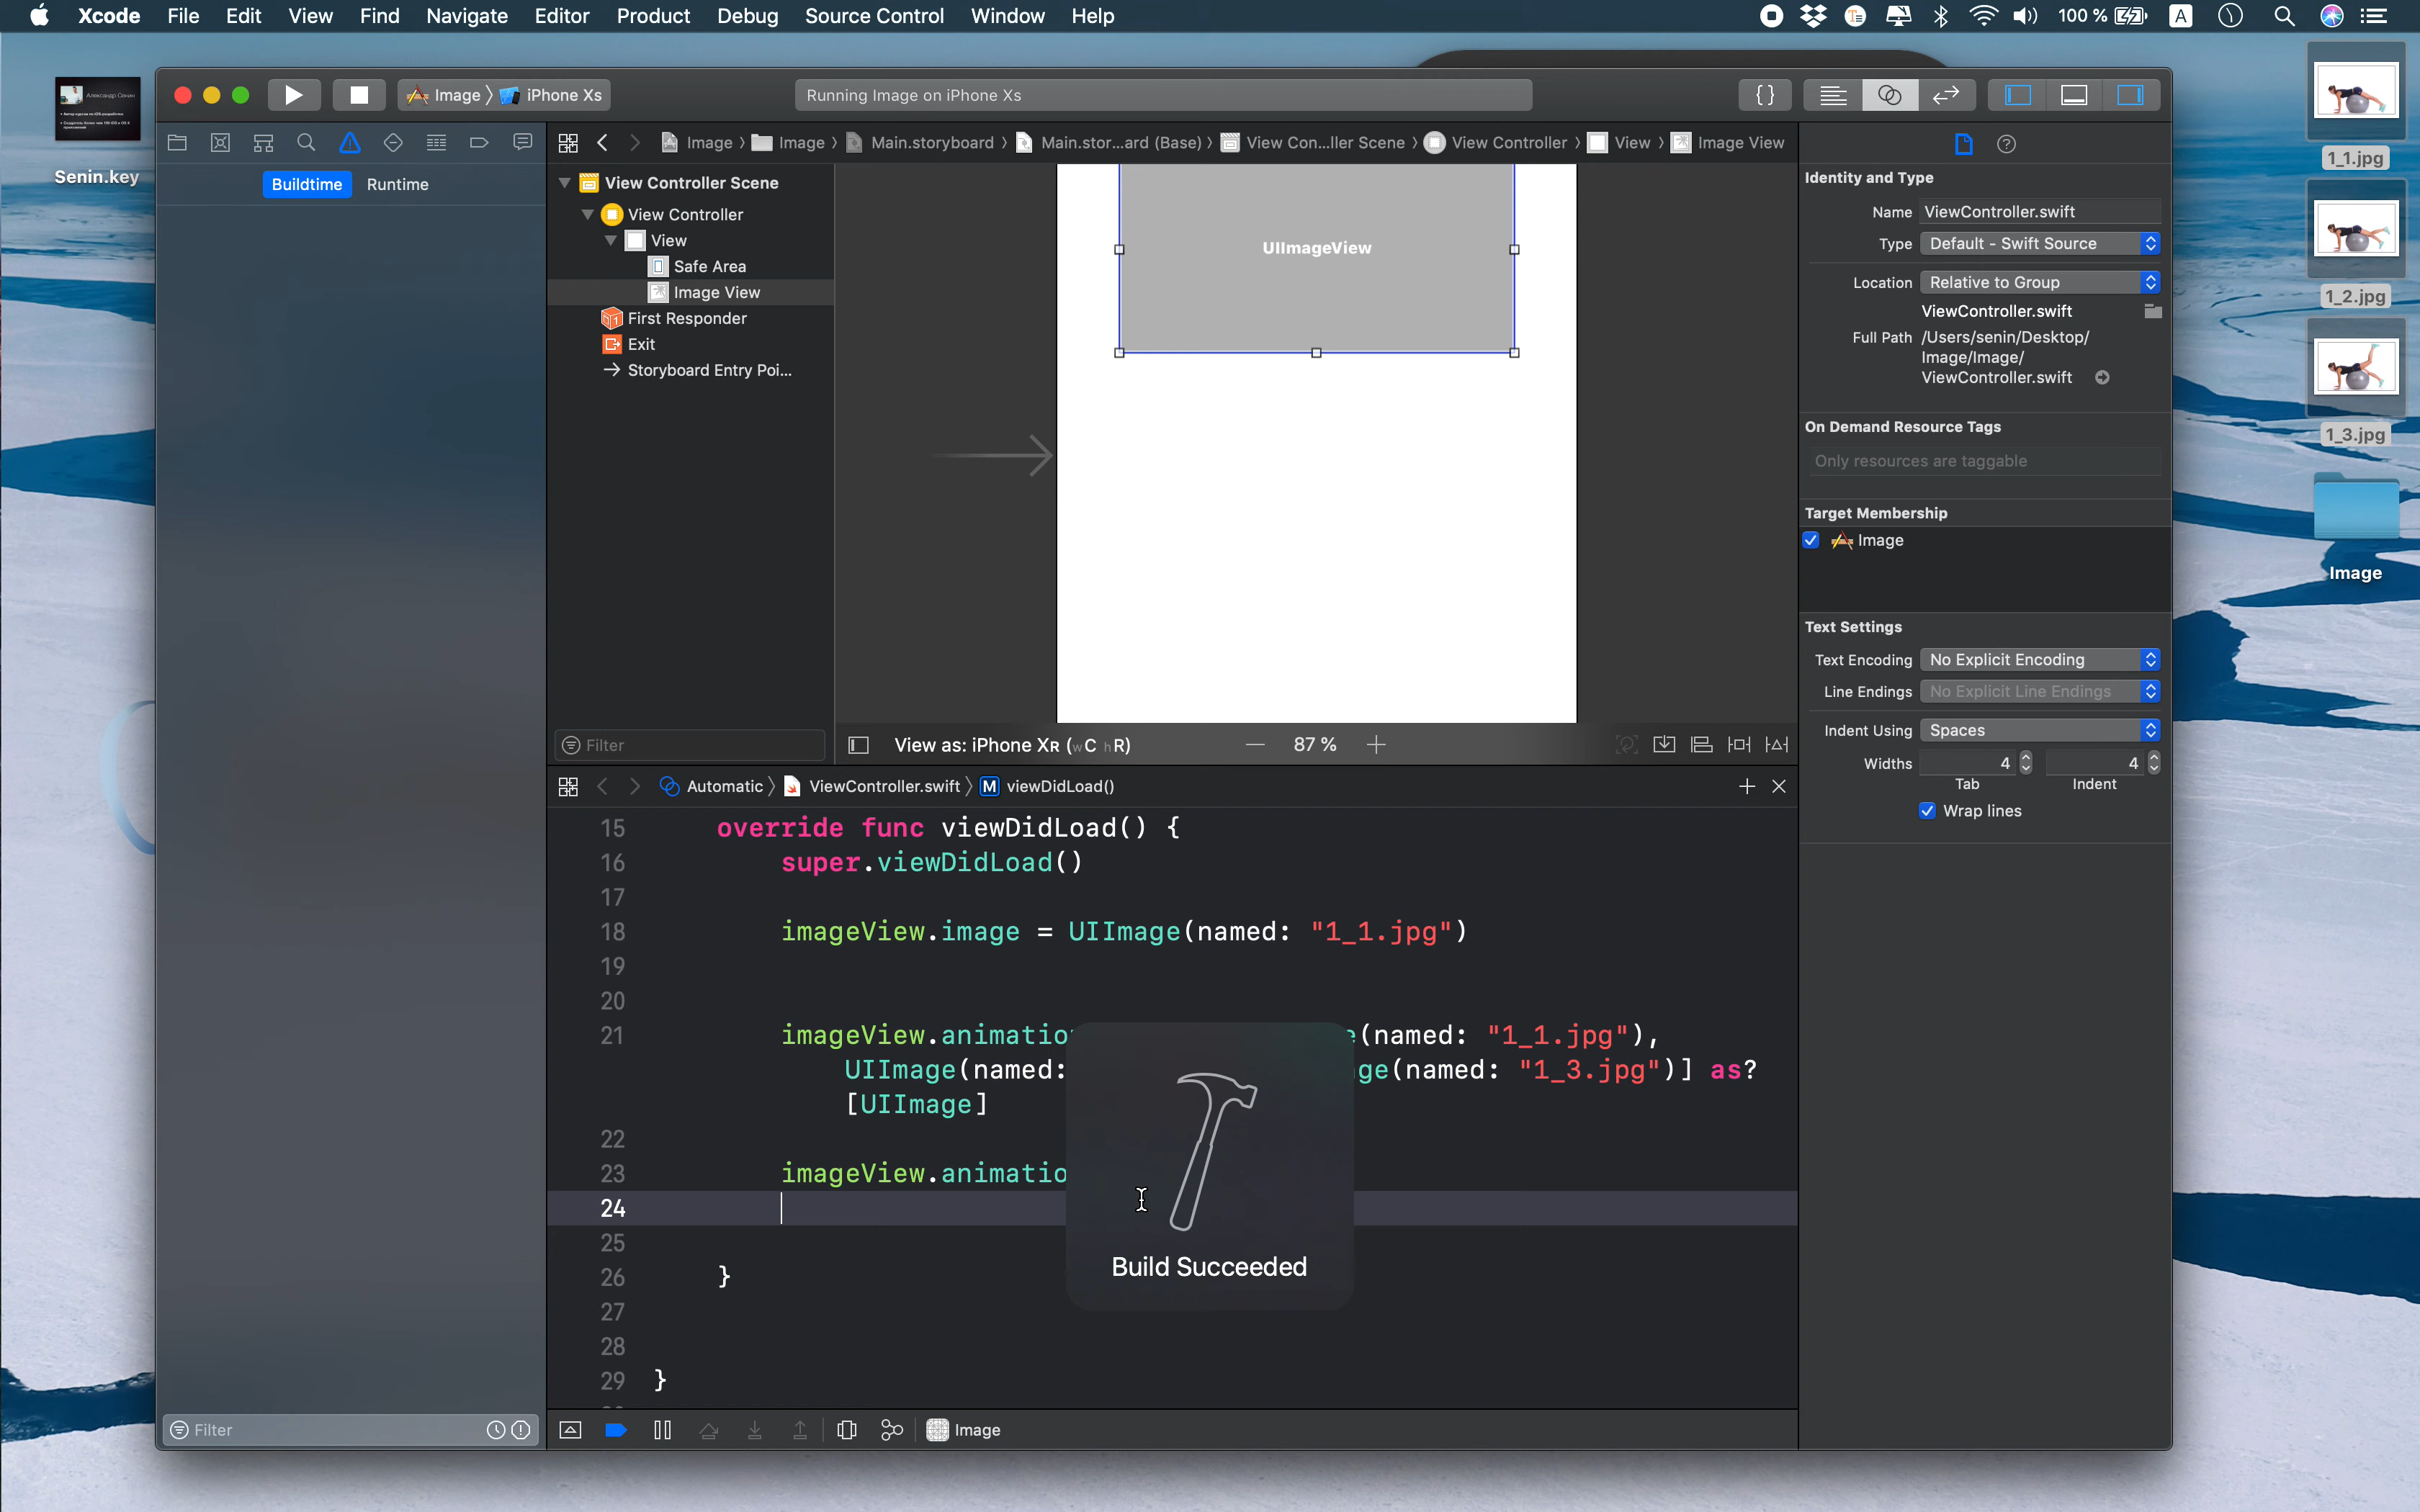 Xcode File Edit View Find Navigate Editor Product Debug Source Control Window Help
100 % A
Image 〉 iPhone Xs
Running Image on iPhone Xs
{ }
Александр Сенин
Senin.key
1_1.jpg
1_2.jpg
1_3.jpg
Image
Buildtime Runtime
Image 〉 Image 〉 Main.storyboard 〉 Main.stor...ard (Base) 〉 View Con...ller Scene 〉 View Controller 〉 View 〉 Image View
View Controller Scene
View Controller
View
Safe Area
Image View
First Responder
Exit
Storyboard Entry Poi...
Filter
UIImageView
View as: iPhone XR (wC hR)
87 %
Automatic 〉 ViewController.swift 〉 M viewDidLoad()
15 override func viewDidLoad() {
16 super.viewDidLoad()
17
18 imageView.image = UIImage(named: "1_1.jpg")
19
20
21 imageView.animatio e(named: "1_1.jpg"),
UIImage(named: ge(named: "1_3.jpg")] as?
[UIImage]
22
23 imageView.animatio
24
25
26 }
27
28
29 }
Build Succeeded
Filter
Image
Identity and Type
Name ViewController.swift
Type Default - Swift Source
Location Relative to Group
ViewController.swift
Full Path /Users/senin/Desktop/
Image/Image/
ViewController.swift
On Demand Resource Tags
Only resources are taggable
Target Membership
Image
Text Settings
Text Encoding No Explicit Encoding
Line Endings No Explicit Line Endings
Indent Using Spaces
Widths 4 4
Tab Indent
Wrap lines